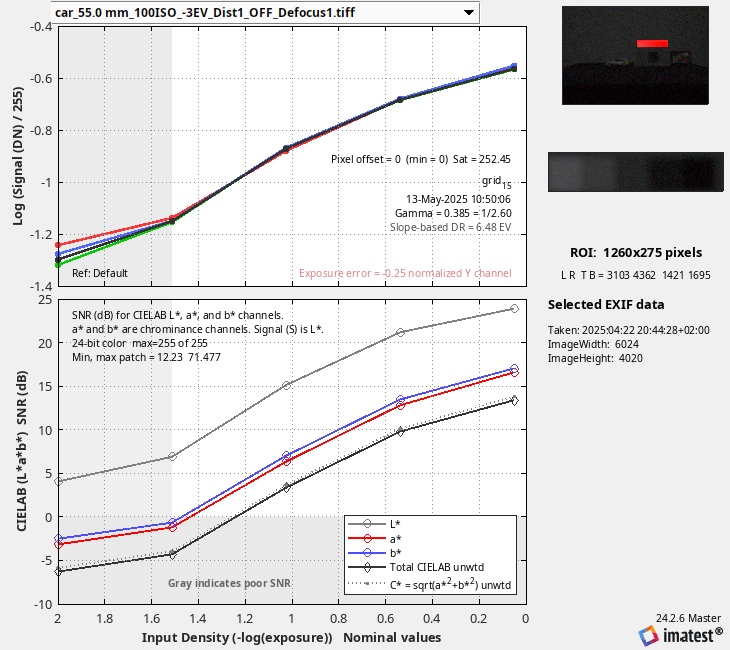 car_55.0 mm_100ISO_-3EV_Dist1_OFF_Defocus1.tiff
-0.4
-0.6
-0.8
-1
-1.2
-1.4
Log (Signal (DN) / 255)
Pixel offset = 0 (min = 0) Sat = 252.45
grid15
13-May-2025 10:50:06
Gamma = 0.385 = 1/2.60
Slope-based DR = 6.48 EV
Ref: Default
Exposure error = -0.25 normalized Y channel
25
20
15
10
5
0
-5
-10
CIELAB (L*a*b*) SNR (dB)
SNR (dB) for CIELAB L*, a*, and b* channels.
a* and b* are chrominance channels. Signal (S) is L*.
24-bit color max=255 of 255
Min, max patch = 12.23 71.477
L*
a*
b*
Total CIELAB unwtd
C* = sqrt(a*2+b*2) unwtd
Gray indicates poor SNR
2 1.8 1.6 1.4 1.2 1 0.8 0.6 0.4 0.2 0
Input Density (-log(exposure)) Nominal values
ROI: 1260x275 pixels
L R T B = 3103 4362 1421 1695
Selected EXIF data
Taken: 2025:04:22 20:44:28+02:00
ImageWidth: 6024
ImageHeight: 4020
24.2.6 Master
imatest®